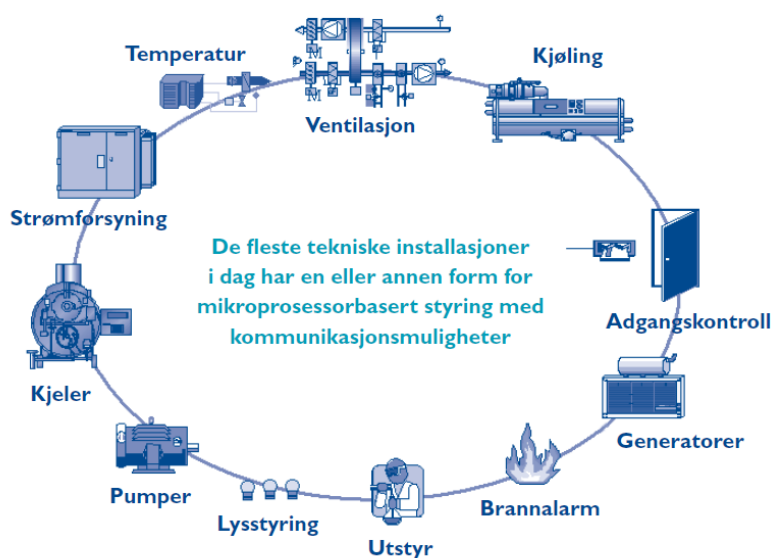 Temperatur
Ventilasjon
Kjøling
Strømforsyning
De fleste tekniske installasjoner
i dag har en eller annen form for
mikroprosessorbasert styring med
kommunikasjonsmuligheter
Adgangskontroll
Kjeler
Generatorer
Pumper
Lysstyring
Utstyr
Brannalarm